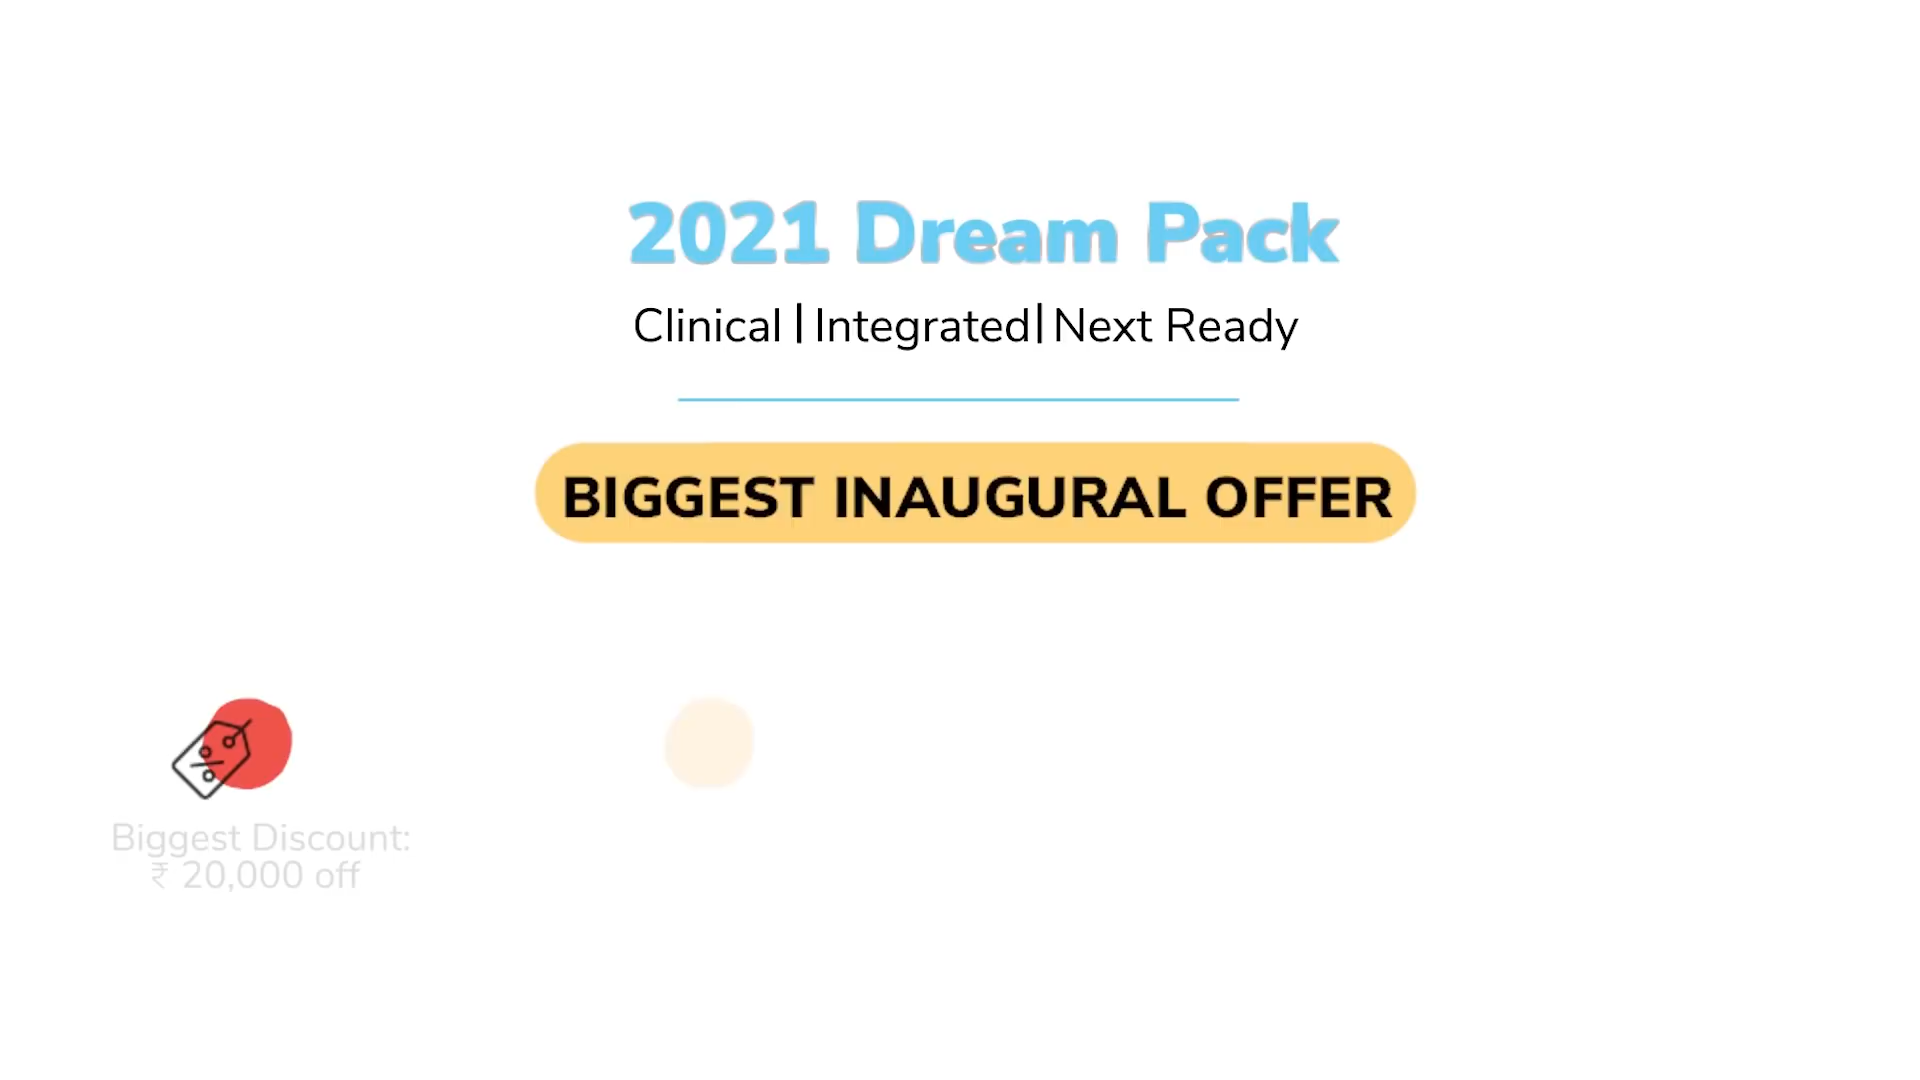 2021 Dream Pack
Clinical | Integrated | Next Ready
BIGGEST INAUGURAL OFFER
Biggest Discount:
₹ 20,000 off